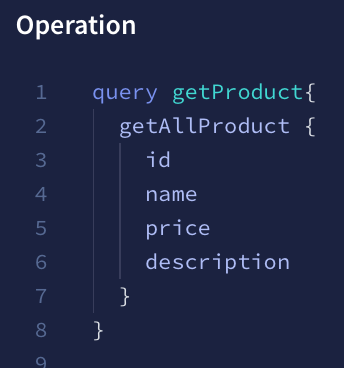 Operation
1 query getProduct{
2 getAllProduct {
3 id
4 name
5 price
6 description
7 }
8 }
9